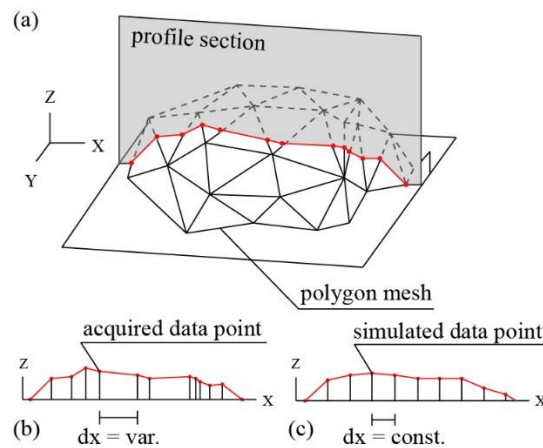 (a)
profile section
Z
X
Y
polygon mesh
acquired data point
simulated data point
Z
X
Z
X
(b)
dx = var.
(c)
dx = const.